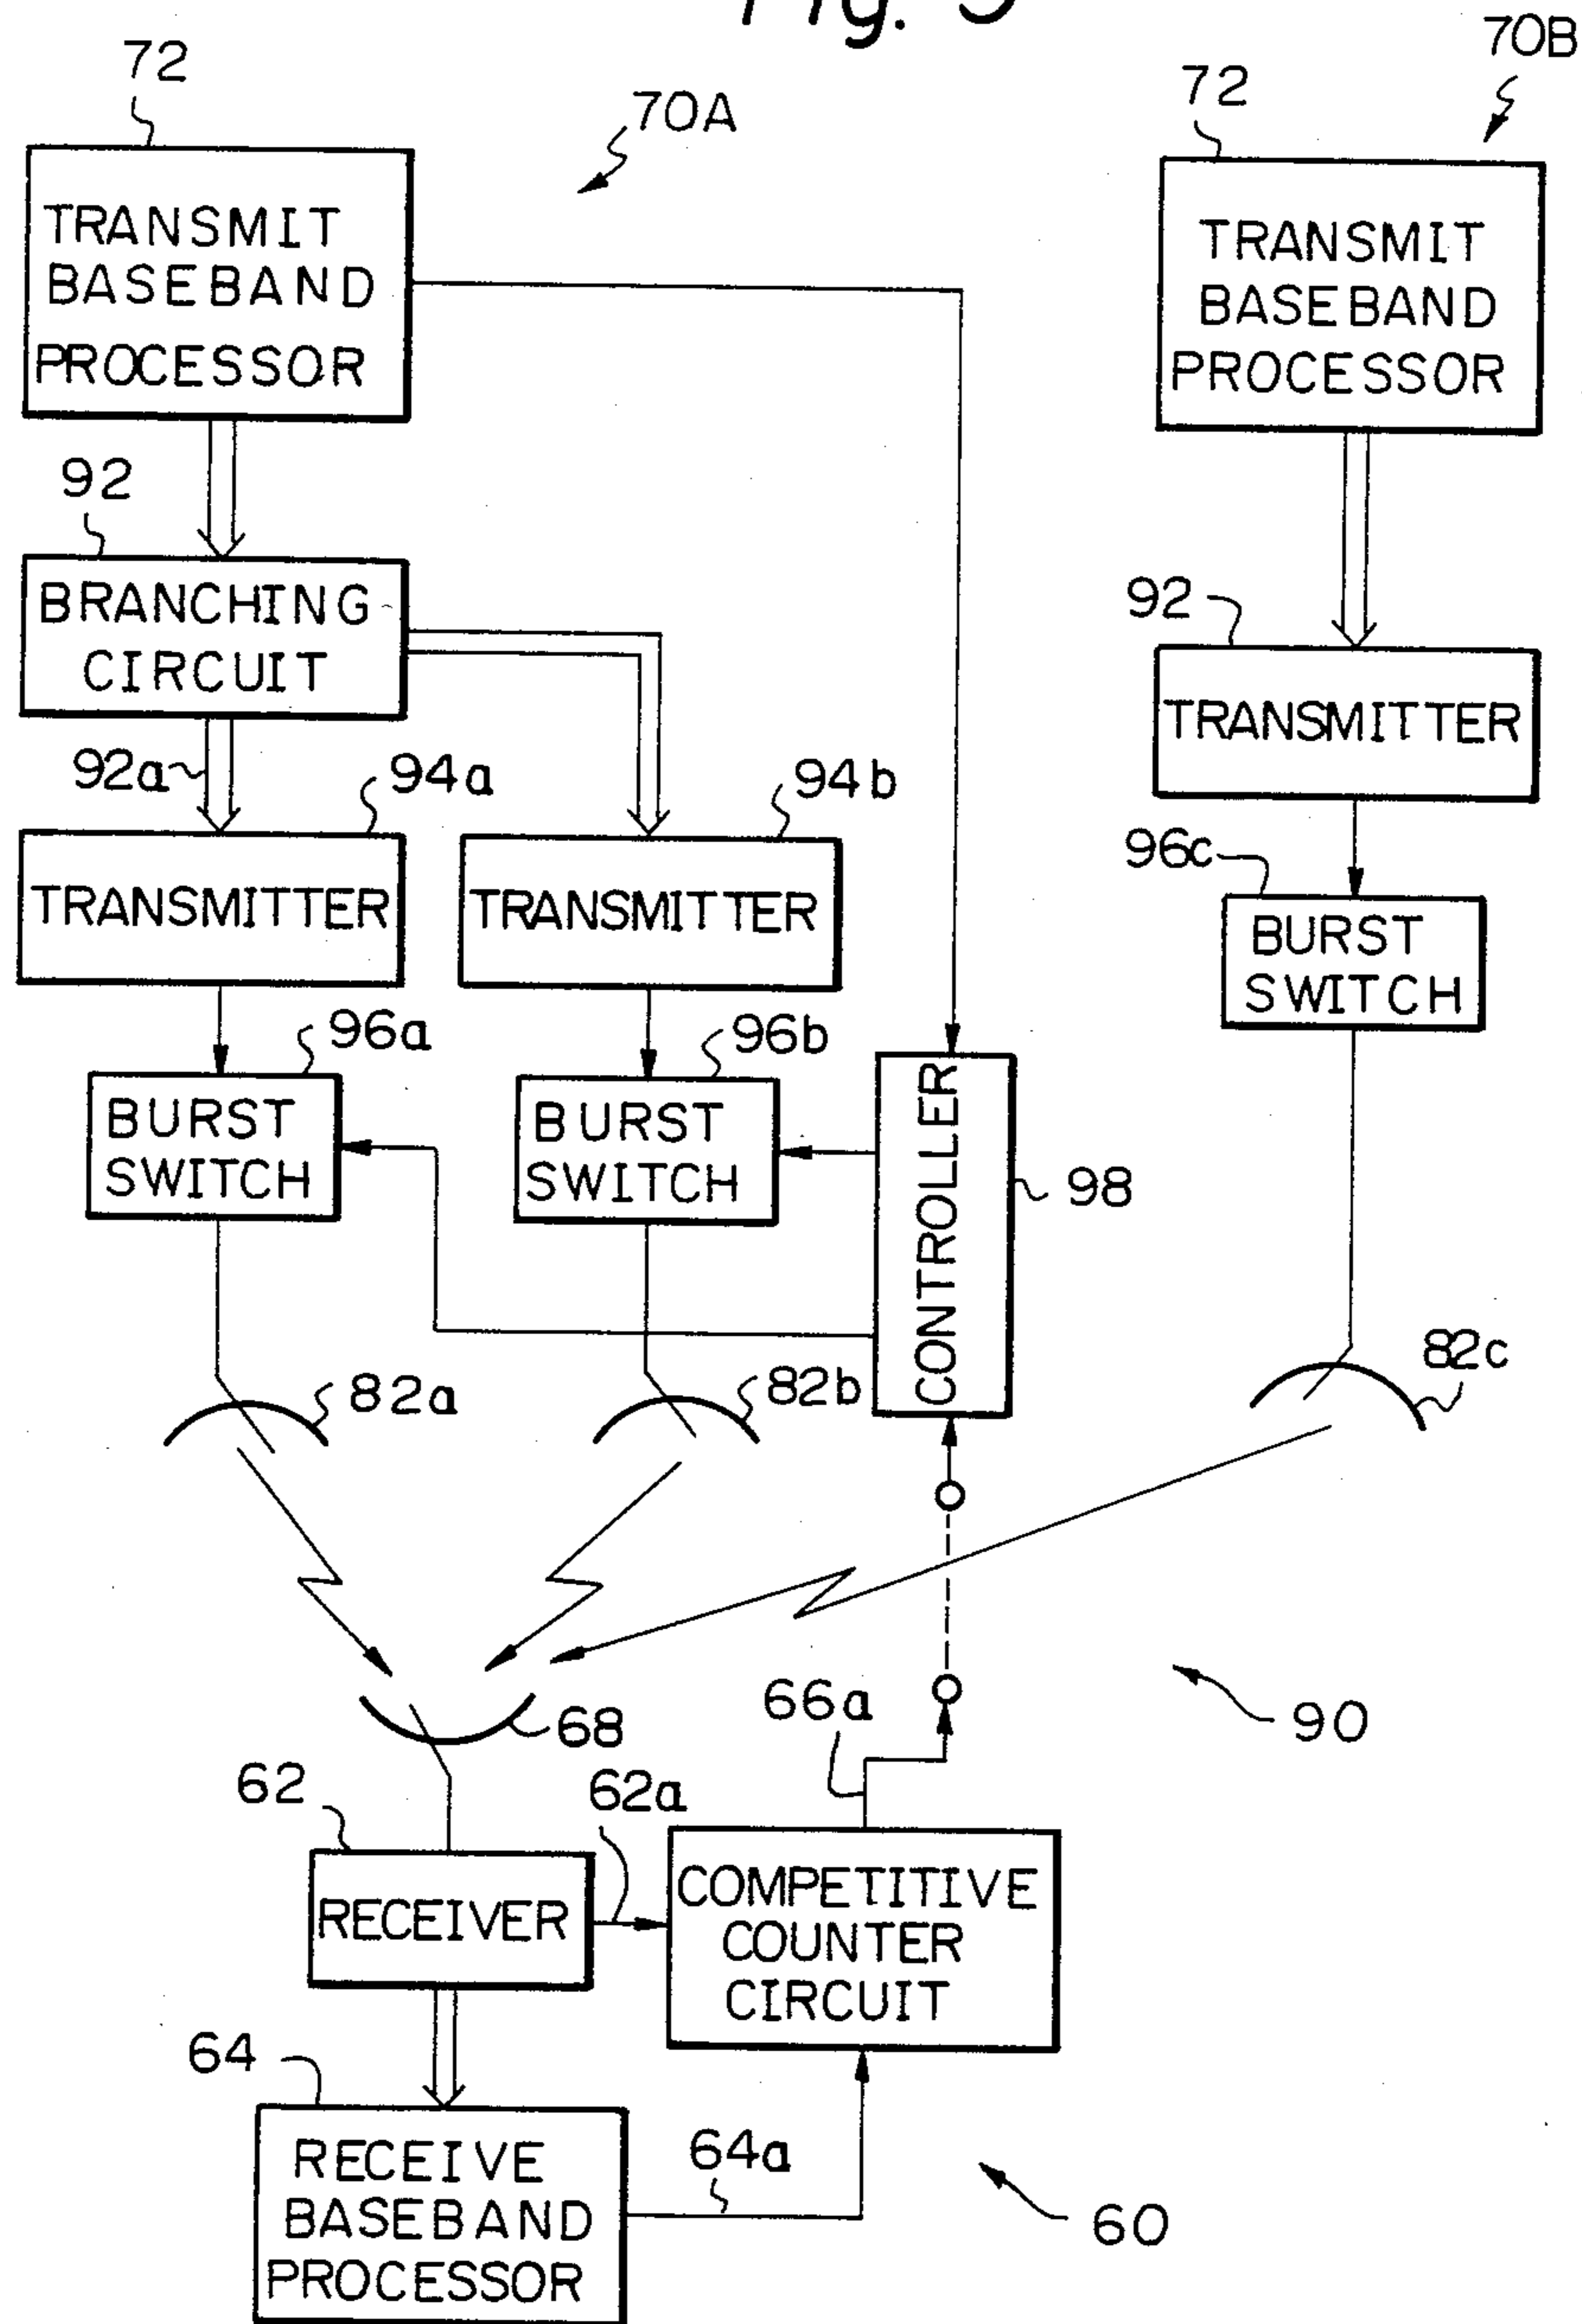 Fig. 5
70B
72
72
70A
TRANSMIT
BASEBAND
PROCESSOR
TRANSMIT
BASEBAND
PROCESSOR
92
BRANCHING
CIRCUIT
92
TRANSMITTER
92a
94a
94b
96c
TRANSMITTER
TRANSMITTER
BURST
SWITCH
96a
96b
BURST
SWITCH
BURST
SWITCH
CONTROLLER
98
82a
82b
82c
66a
90
68
62
62a
RECEIVER
COMPETITIVE
COUNTER
CIRCUIT
64
64a
RECEIVE
BASEBAND
PROCESSOR
60